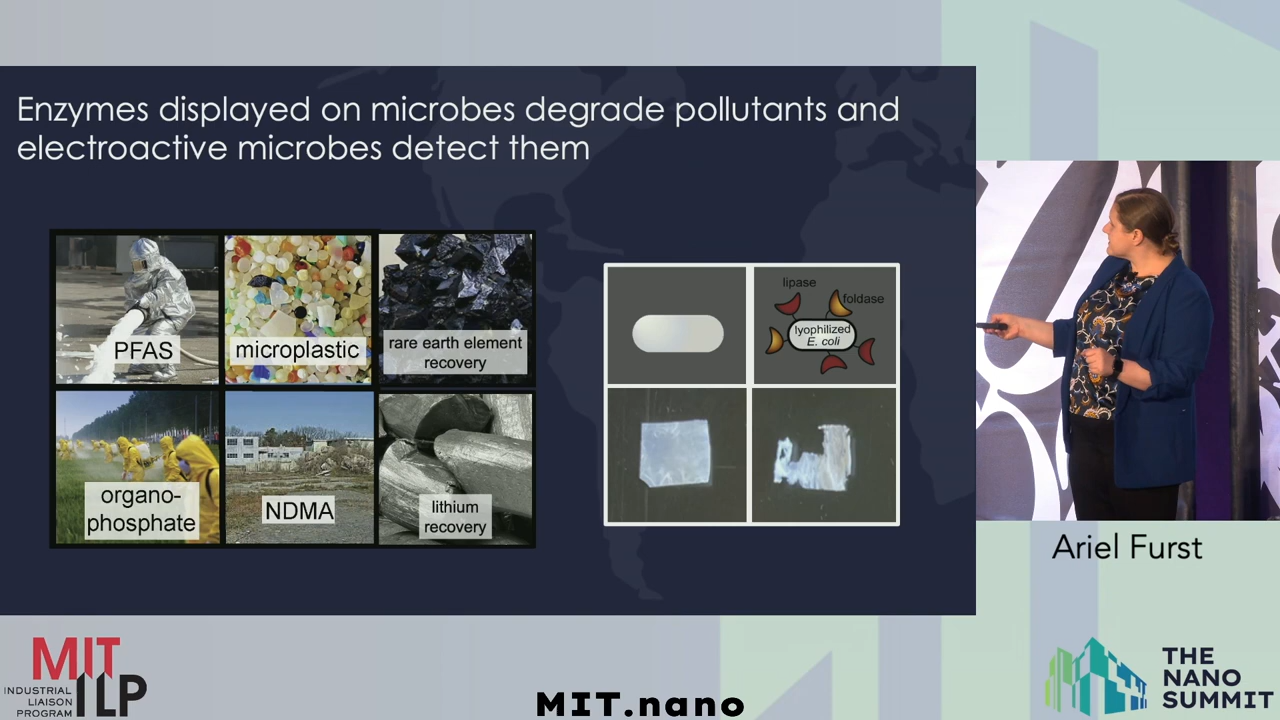 Enzymes displayed on microbes degrade pollutants and
electroactive microbes detect them
PFAS
microplastic
rare earth element
recovery
organo-
phosphate
NDMA
lithium
recovery
lipase
foldase
lyophilized
E. coli
Ariel Furst
MIT
ILP
INDUSTRIAL
LIAISON
PROGRAM
MIT.nano
THE
NANO
SUMMIT